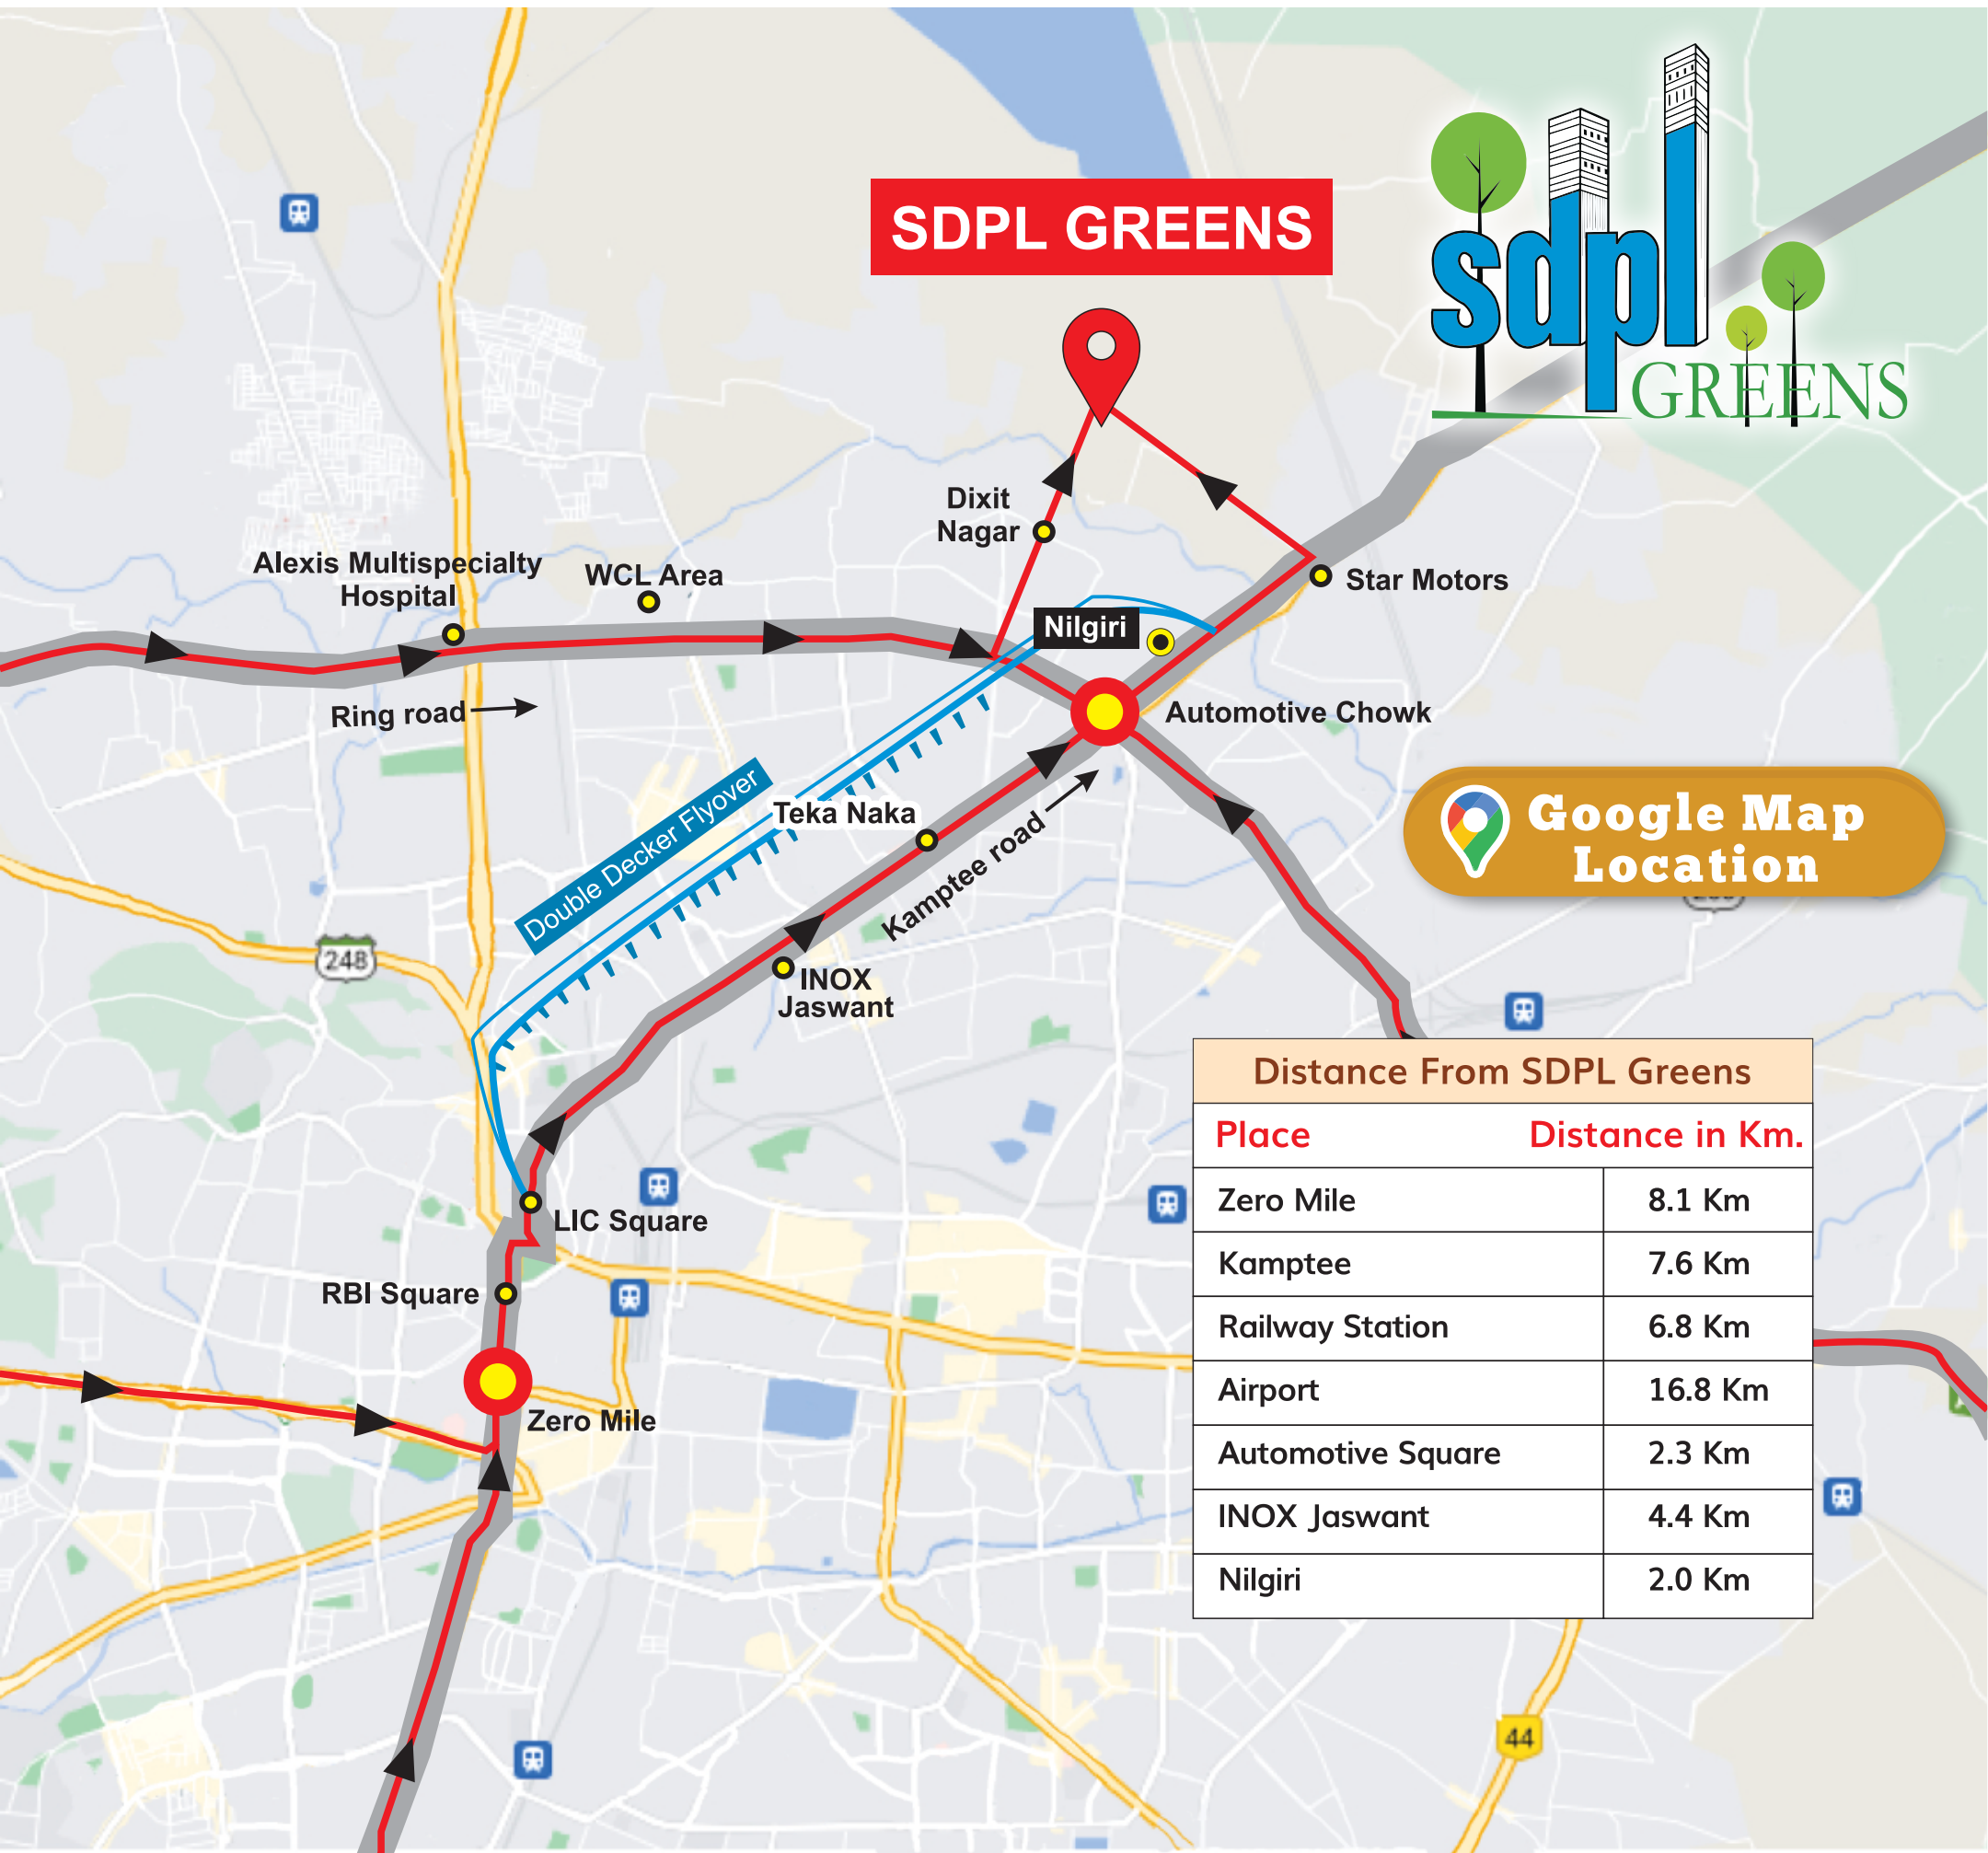 SDPL GREENS
sdpl
GREENS
Dixit
Nagar
Alexis Multispecialty
Hospital
WCL Area
Star Motors
Nilgiri
Ring road
Automotive Chowk
Double Decker Flyover
Teka Naka
Kamptee road
Google Map
Location
248
INOX
Jaswant
LIC Square
RBI Square
Zero Mile
Distance From SDPL Greens
Place Distance in Km.
Zero Mile 8.1 Km
Kamptee 7.6 Km
Railway Station 6.8 Km
Airport 16.8 Km
Automotive Square 2.3 Km
INOX Jaswant 4.4 Km
Nilgiri 2.0 Km
44